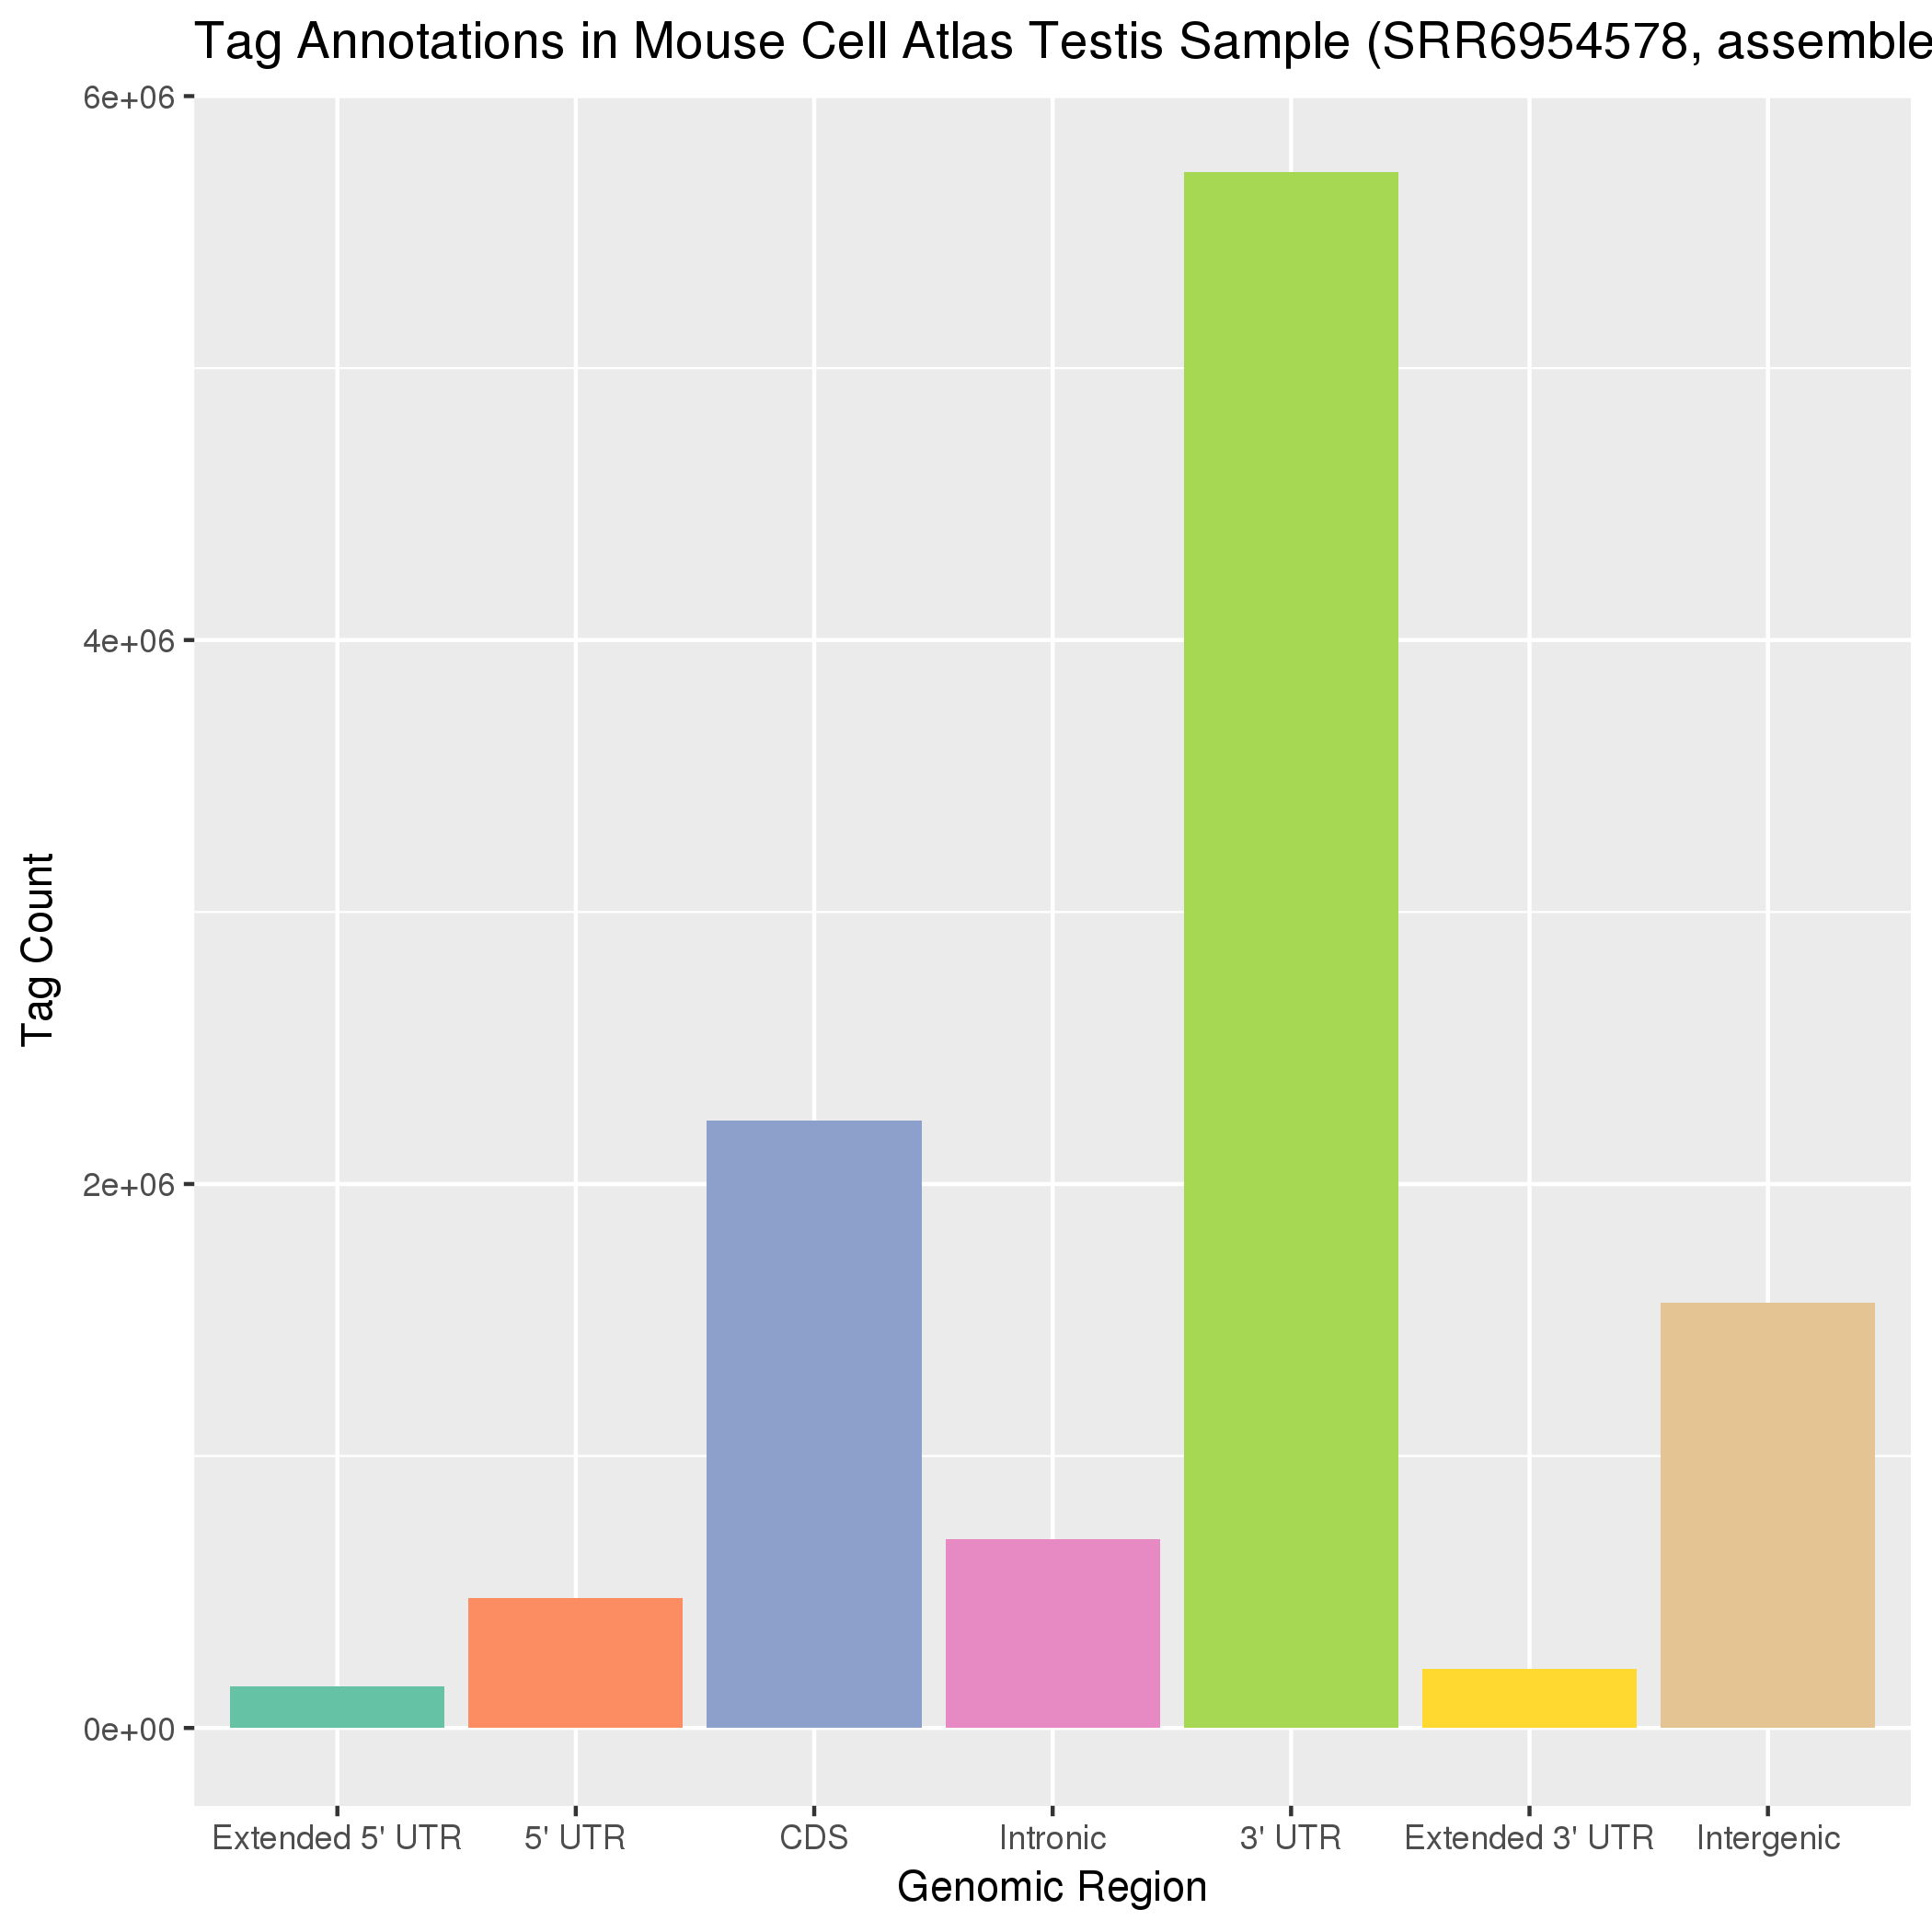 Tag Annotations in Mouse Cell Atlas Testis Sample (SRR6954578, assemble
6e+06
4e+06
2e+06
0e+00
Tag Count
Extended 5' UTR
5' UTR
CDS
Intronic
3' UTR
Extended 3' UTR
Intergenic
Genomic Region